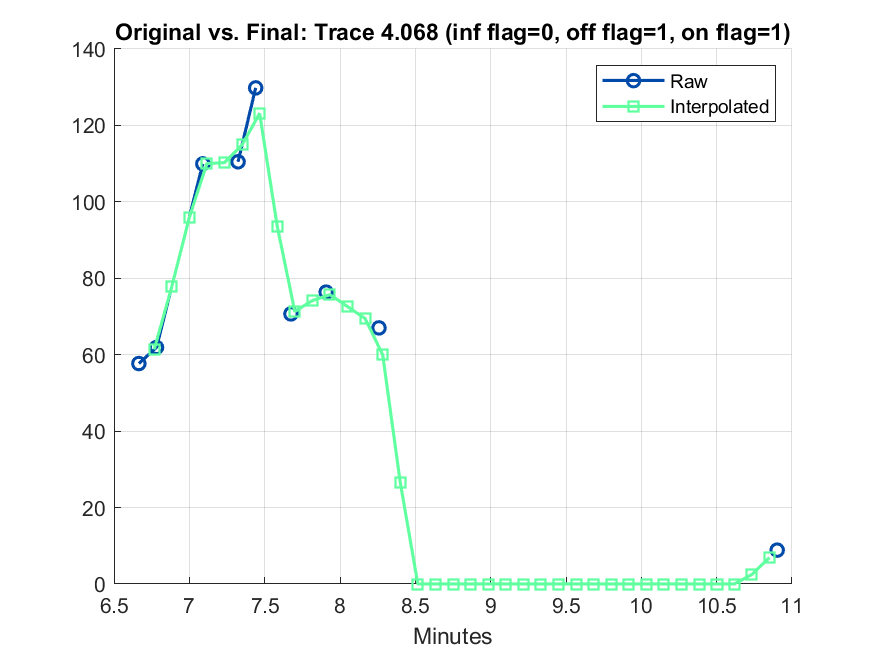 Original vs. Final: Trace 4.068 (inf flag=0, off flag=1, on flag=1)
140
120
100
80
60
40
20
0
Raw
Interpolated
6.5 7 7.5 8 8.5 9 9.5 10 10.5 11
Minutes